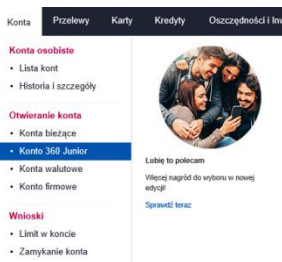 Konta Przelewy Karty Kredyty Oszczędności i Inw
Konta osobiste
• Lista kont
• Historia i szczegóły
Otwieranie konta
• Konta bieżące
• Konto 360 Junior
• Konta walutowe
• Konto firmowe
Wnioski
• Limit w koncie
• Zamykanie konta
Lubię to polecam
Więcej nagród do wyboru w nowej
edycji!
Sprawdź teraz